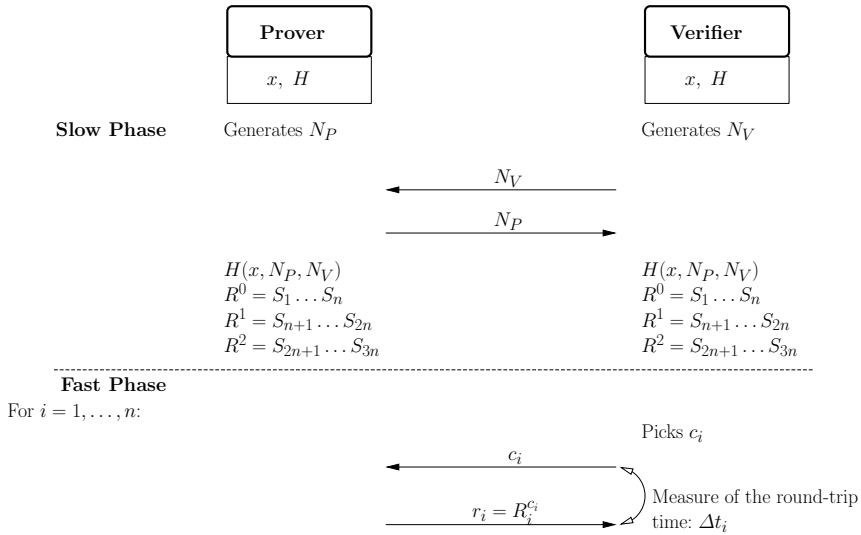 Prover Verifier
x, H x, H
Slow Phase Generates N_P Generates N_V
N_V
N_P
H(x, N_P, N_V) H(x, N_P, N_V)
R^0 = S_1 … S_n R^0 = S_1 … S_n
R^1 = S_{n+1} … S_{2n} R^1 = S_{n+1} … S_{2n}
R^2 = S_{2n+1} … S_{3n} R^2 = S_{2n+1} … S_{3n}
Fast Phase
For i = 1, … , n:
Picks c_i
c_i
Measure of the round-trip
r_i = R_i^{c_i} time: Δt_i